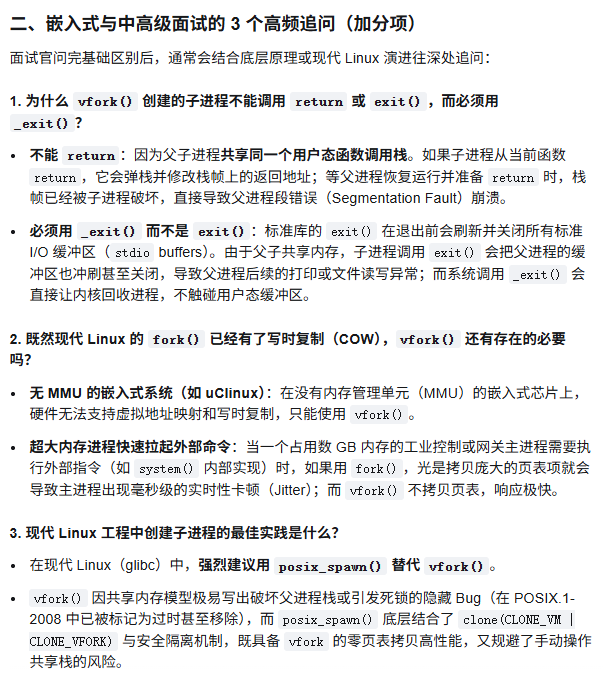 二、嵌入式与中高级面试的 3 个高频追问（加分项）
面试官问完基础区别后，通常会结合底层原理或现代 Linux 演进往深处追问：
1. 为什么 vfork() 创建的子进程不能调用 return 或 exit()，而必须用
_exit()？
• 不能 return：因为父子进程共享同一个用户态函数调用栈。如果子进程从当前函数
return，它会弹栈并修改栈帧上的返回地址；等父进程恢复运行并准备 return 时，栈
帧已经被子进程破坏，直接导致父进程段错误（Segmentation Fault）崩溃。
• 必须用 _exit() 而不是 exit()：标准库的 exit() 在退出前会刷新并关闭所有标准
I/O 缓冲区（ stdio buffers）。由于父子共享内存，子进程调用 exit() 会把父进程的缓
冲区也冲刷甚至关闭，导致父进程后续的打印或文件读写异常；而系统调用 _exit() 会
直接让内核回收进程，不触碰用户态缓冲区。
2. 既然现代 Linux 的 fork() 已经有了写时复制（COW），vfork() 还有存在的必要
吗？
• 无 MMU 的嵌入式系统（如 uClinux）：在没有内存管理单元（MMU）的嵌入式芯片上，
硬件无法支持虚拟地址映射和写时复制，只能使用 vfork()。
• 超大内存进程快速拉起外部命令：当一个占用数 GB 内存的工业控制或网关主进程需要执
行外部指令（如 system() 内部实现）时，如果用 fork()，光是拷贝庞大的页表项就会
导致主进程出现毫秒级的实时性卡顿（Jitter）；而 vfork() 不拷贝页表，响应极快。
3. 现代 Linux 工程中创建子进程的最佳实践是什么？
• 在现代 Linux（glibc）中，强烈建议用 posix_spawn() 替代 vfork()。
• vfork() 因共享内存模型极易写出破坏父进程栈或引发死锁的隐藏 Bug（在 POSIX.1-
2008 中已被标记为过时甚至移除），而 posix_spawn() 底层结合了 clone(CLONE_VM |
CLONE_VFORK) 与安全隔离机制，既具备 vfork 的零页表拷贝高性能，又规避了手动操作
共享栈的风险。